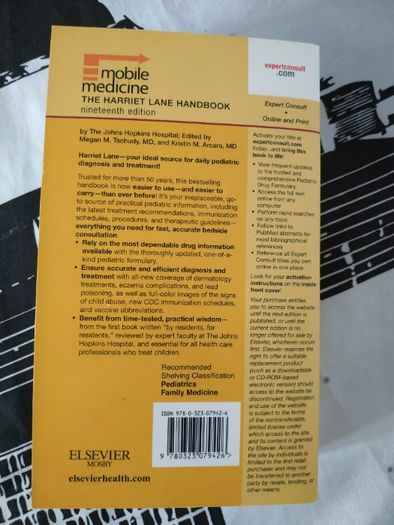 mobile
medicine
THE HARRIET LANE HANDBOOK
nineteenth edition
by The Johns Hopkins Hospital; Edited by
Megan M. Tschudy, MD, and Kristin M. Arcara, MD
Harriet Lane—your ideal source for daily pediatric
diagnosis and treatment!
Trusted for more than 50 years, this bestselling
handbook is now easier to use—and easier to
carry—than ever before! It's your irreplaceable, go-
to source of practical pediatric information, including
the latest treatment recommendations, immunization
schedules, procedures, and therapeutic guidelines—
everything you need for fast, accurate bedside
consultation.
• Rely on the most dependable drug information
available with the thoroughly updated, one-of-a-
kind formulary.
• Ensure accurate and efficient diagnosis and
treatment with all-new coverage of dermatology
treatments, eczema complications, and lead
poisoning, as well as full-color images of the signs
of child abuse, new CDC immunization schedules,
and vaccine abbreviations.
• Benefit from time-tested, practical wisdom—
from the first book written "by residents, for
residents," reviewed by expert faculty at The Johns
Hopkins Hospital, and essential for all health care
professionals who treat children.
Recommended
Shelving Classification
Pediatrics
Family Medicine
ISBN 978-0-323-07942-6
9 780323 079426 >
ELSEVIER
MOSBY
elsevierhealth.com
expertconsult
.com
Expert Consult
•
Online and Print
Activate your title at
expertconsult.com
today...and bring this
book to life!
• View frequent updates
to the trusted and
comprehensive Pediatric
Drug Formulary
• Access the full text
online from any
computer
• Perform rapid searches
on any topic
• Follow links to
PubMed abstracts for
most bibliographical
references
• Reference all Expert
Consult titles you own
online in one place
Look for your activation
instructions on the inside
front cover!
Your purchase entitles
you to access the website
until the next edition is
published, or until the
current edition is no
longer offered for sale by
Elsevier, whichever occurs
first. Elsevier reserves the
right to offer a suitable
replacement product
(such as a downloadable
or CD-ROM-based
electronic version) should
access to the website be
discontinued. Registration
and use of the website
is subject to the terms
of the nontransferable,
limited license under
which access to the site
and its content is granted
by Elsevier. Access to
the site by individuals is
limited to the first retail
purchaser and may not
be transferred to another
party by resale, lending, or
other means.